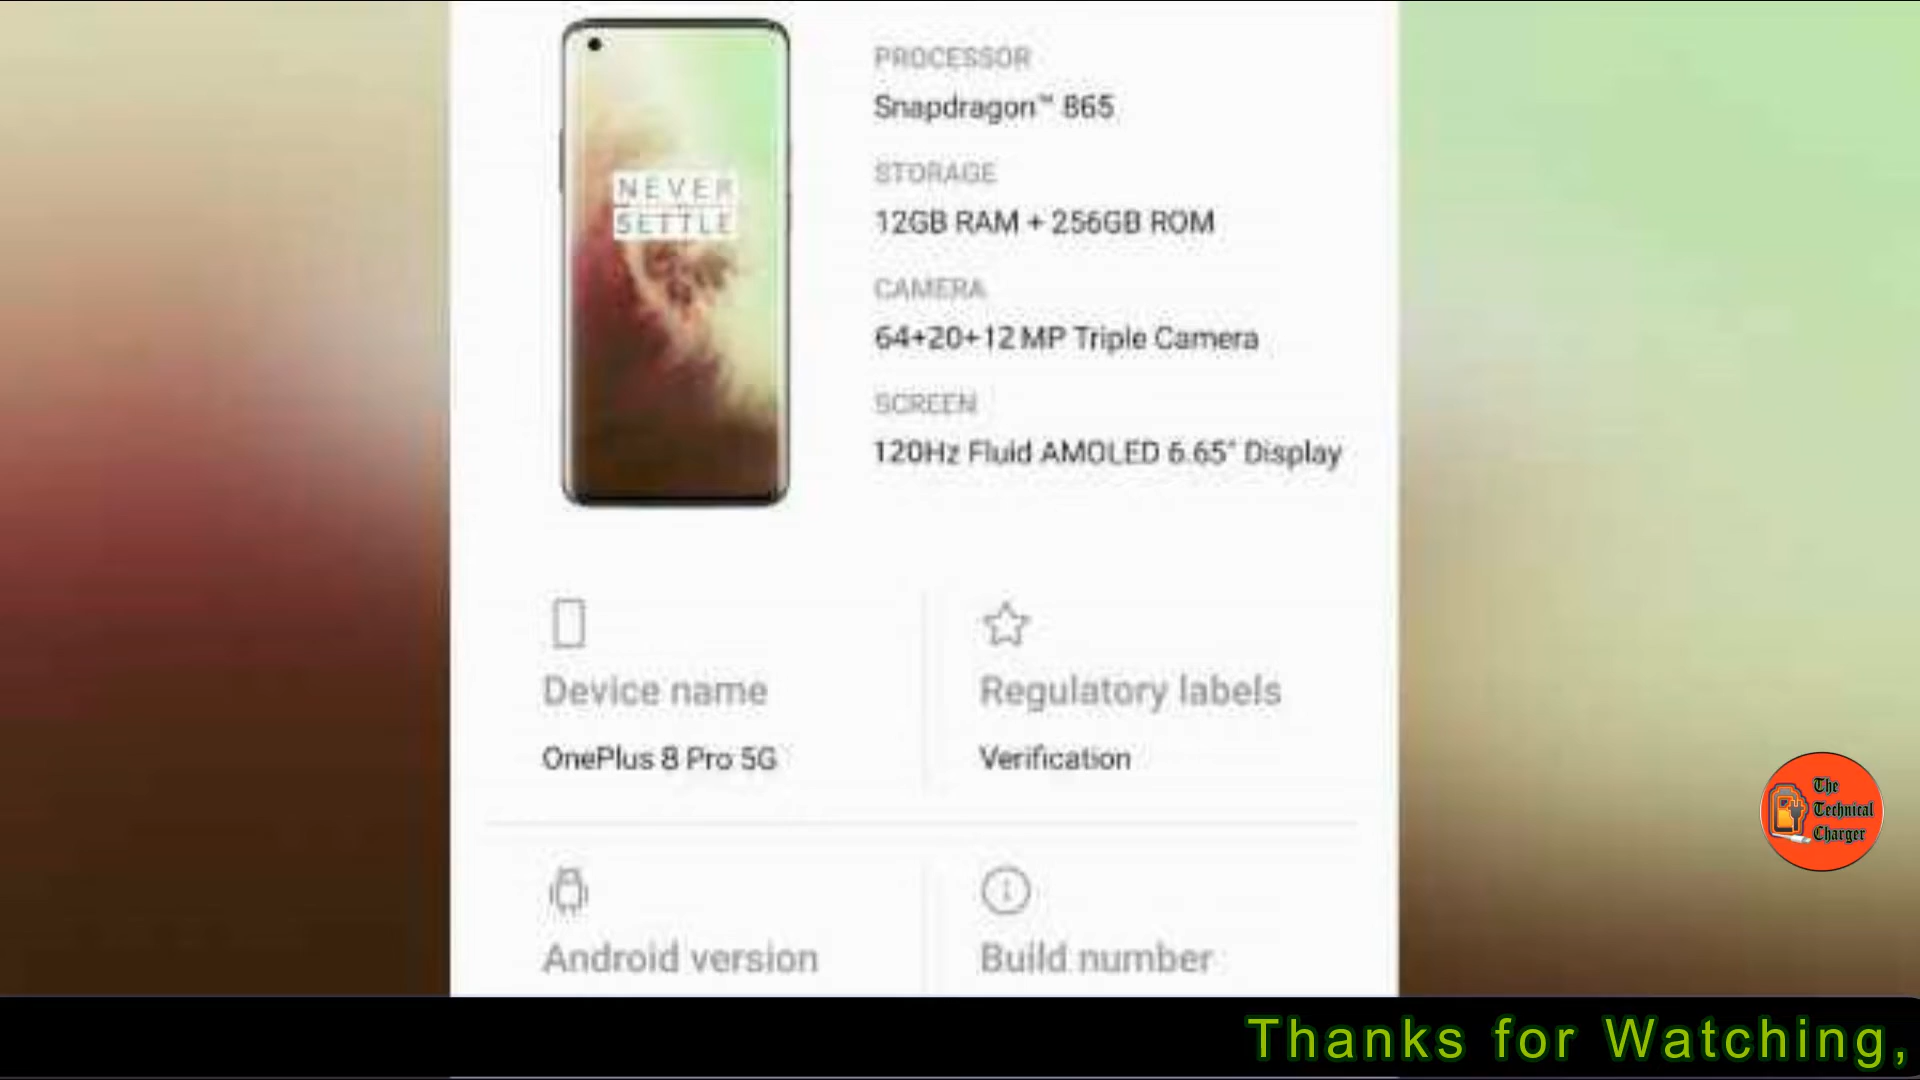 NEVER
SETTLE
PROCESSOR
Snapdragon™ 865
STORAGE
12GB RAM + 256GB ROM
CAMERA
64+20+12 MP Triple Camera
SCREEN
120Hz Fluid AMOLED 6.65" Display
Device name
OnePlus 8 Pro 5G
Regulatory labels
Verification
Android version
Build number
The
Technical
Charger
Thanks for Watching,